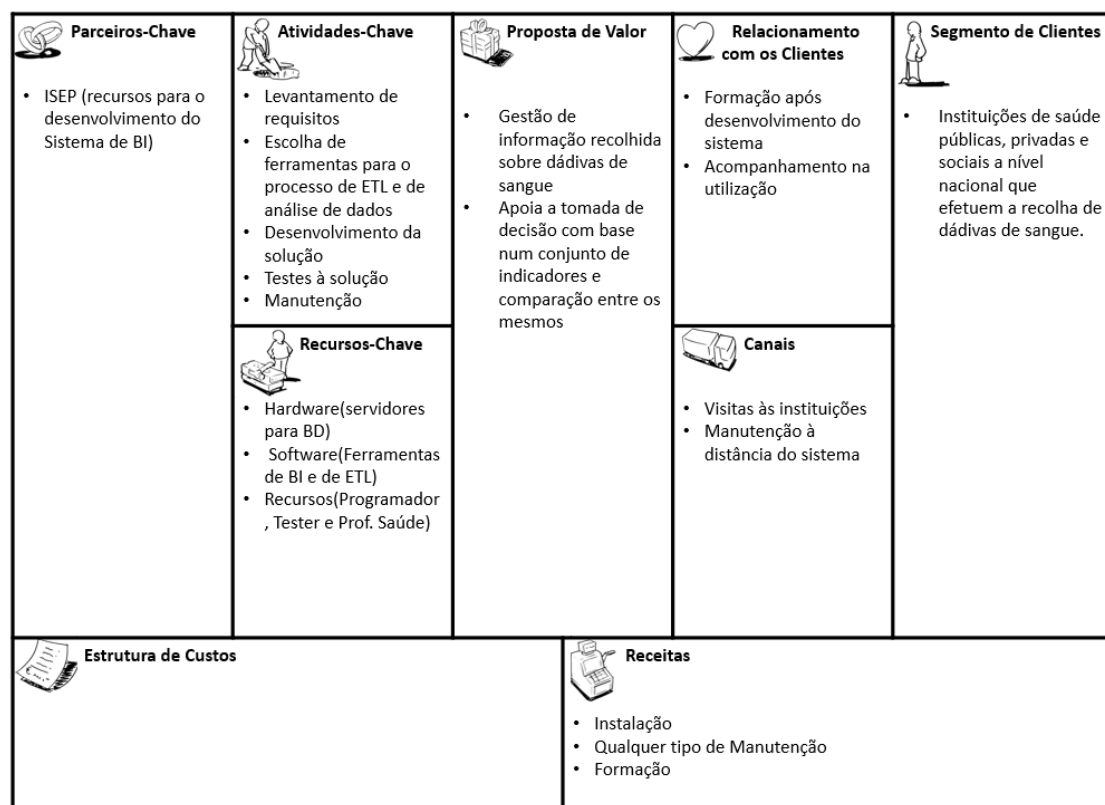 Parceiros-Chave
• ISEP (recursos para o
desenvolvimento do
Sistema de BI)
Atividades-Chave
• Levantamento de
requisitos
• Escolha de
ferramentas para o
processo de ETL e de
análise de dados
• Desenvolvimento da
solução
• Testes à solução
• Manutenção
Recursos-Chave
• Hardware(servidores
para BD)
• Software(Ferramentas
de BI e de ETL)
• Recursos(Programador
, Tester e Prof. Saúde)
Proposta de Valor
• Gestão de
informação recolhida
sobre dádivas de
sangue
• Apoia a tomada de
decisão com base
num conjunto de
indicadores e
comparação entre os
mesmos
Relacionamento
com os Clientes
• Formação após
desenvolvimento do
sistema
• Acompanhamento na
utilização
Canais
• Visitas às instituições
• Manutenção à
distância do sistema
Segmento de Clientes
• Instituições de saúde
públicas, privadas e
sociais a nível
nacional que
efetuem a recolha de
dádivas de sangue.
Estrutura de Custos
Receitas
• Instalação
• Qualquer tipo de Manutenção
• Formação